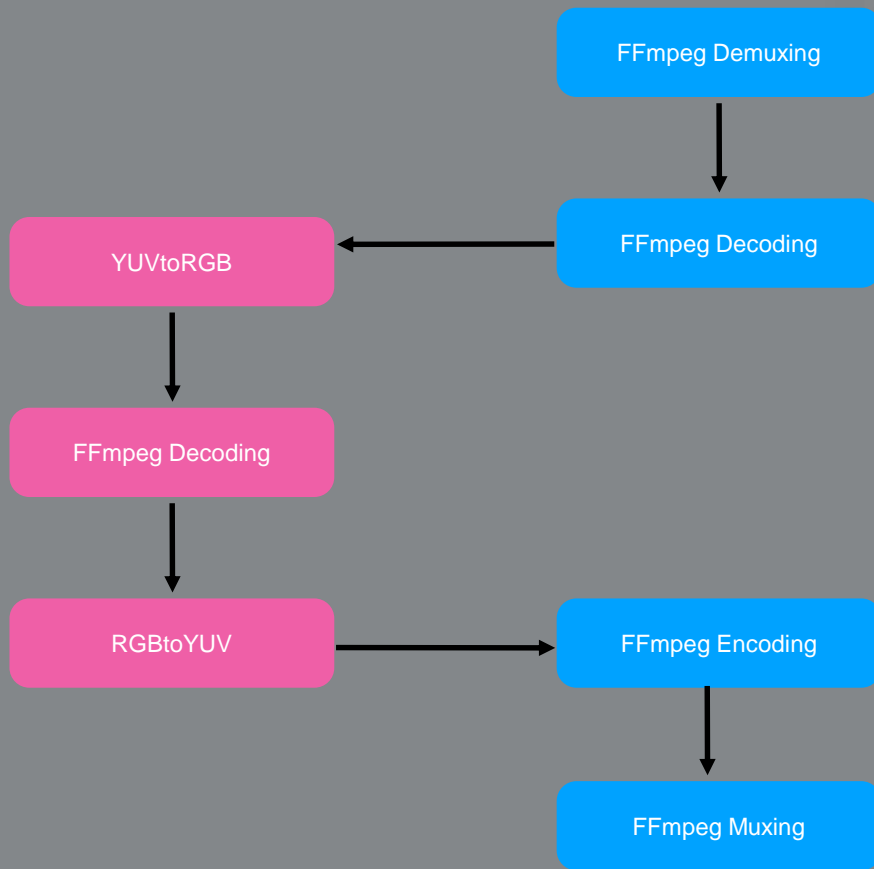 FFmpeg Demuxing
FFmpeg Decoding
YUVtoRGB
FFmpeg Decoding
RGBtoYUV
FFmpeg Encoding
FFmpeg Muxing